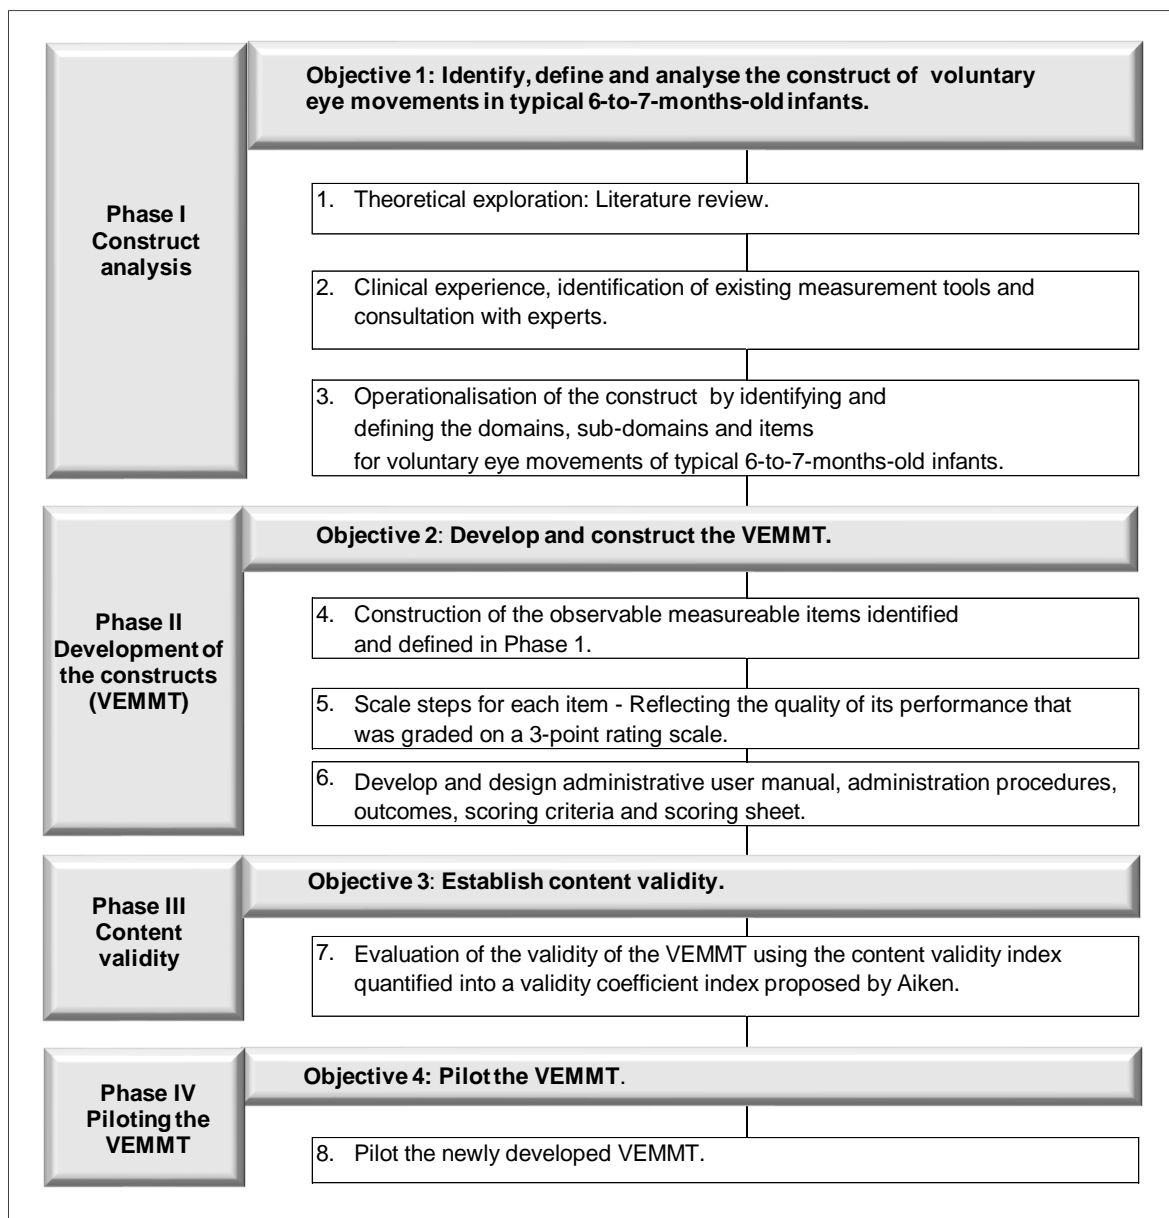 Objective 1: Identify, define and analyse the construct of voluntary
eye movements in typical 6-to-7-months-old infants.
Phase I
Construct
analysis
1. Theoretical exploration: Literature review.
2. Clinical experience, identification of existing measurement tools and
consultation with experts.
3. Operationalisation of the construct by identifying and
defining the domains, sub-domains and items
for voluntary eye movements of typical 6-to-7-months-old infants.
Objective 2: Develop and construct the VEMMT.
Phase II
Development of
the constructs
(VEMMT)
4. Construction of the observable measureable items identified
and defined in Phase 1.
5. Scale steps for each item - Reflecting the quality of its performance that
was graded on a 3-point rating scale.
6. Develop and design administrative user manual, administration procedures,
outcomes, scoring criteria and scoring sheet.
Objective 3: Establish content validity.
Phase III
Content
validity
7. Evaluation of the validity of the VEMMT using the content validity index
quantified into a validity coefficient index proposed by Aiken.
Objective 4: Pilot the VEMMT.
Phase IV
Piloting the
VEMMT
8. Pilot the newly developed VEMMT.